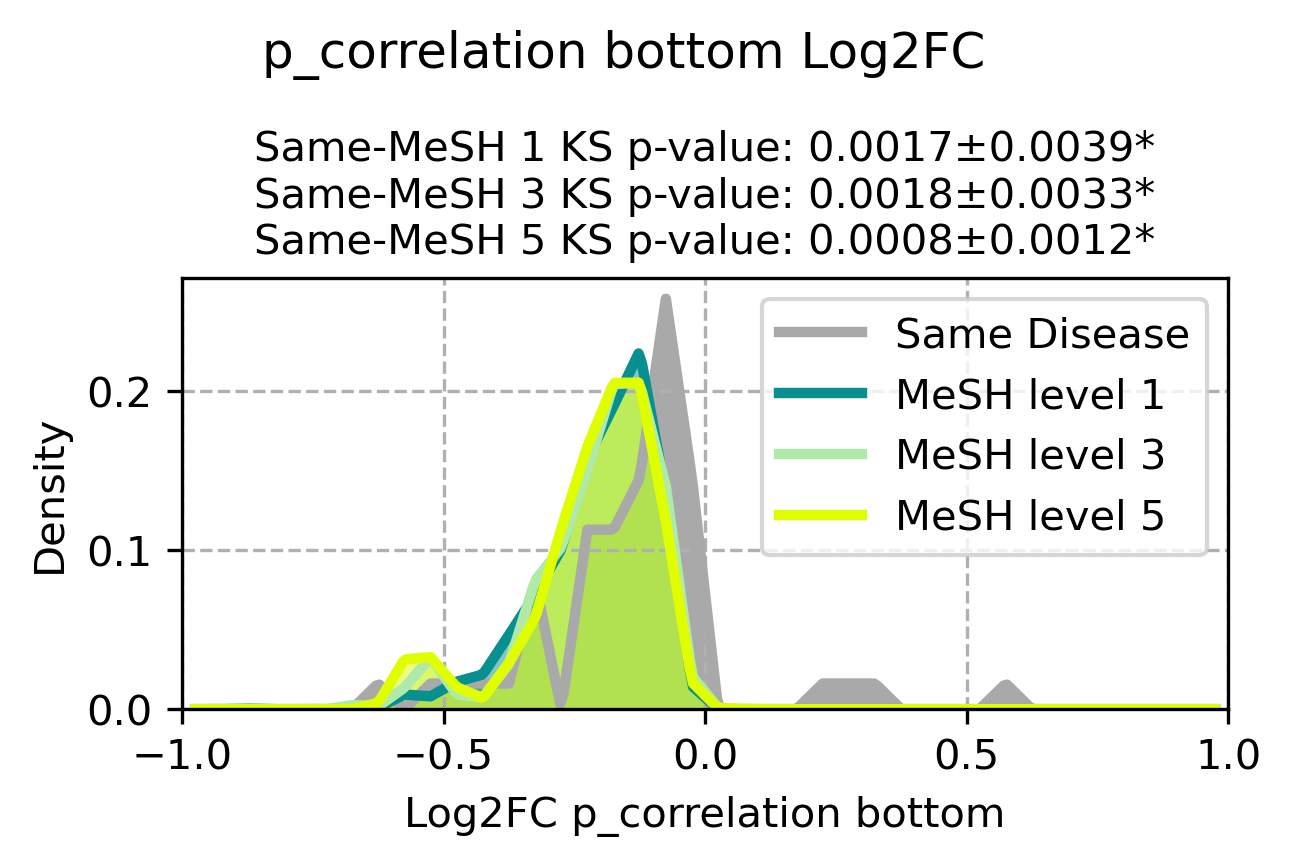 p_correlation bottom Log2FC
Same-MeSH 1 KS p-value: 0.0017±0.0039*
Same-MeSH 3 KS p-value: 0.0018±0.0033*
Same-MeSH 5 KS p-value: 0.0008±0.0012*
Same Disease
MeSH level 1
MeSH level 3
MeSH level 5
Density
0.2
0.1
0.0
−1.0 −0.5 0.0 0.5 1.0
Log2FC p_correlation bottom